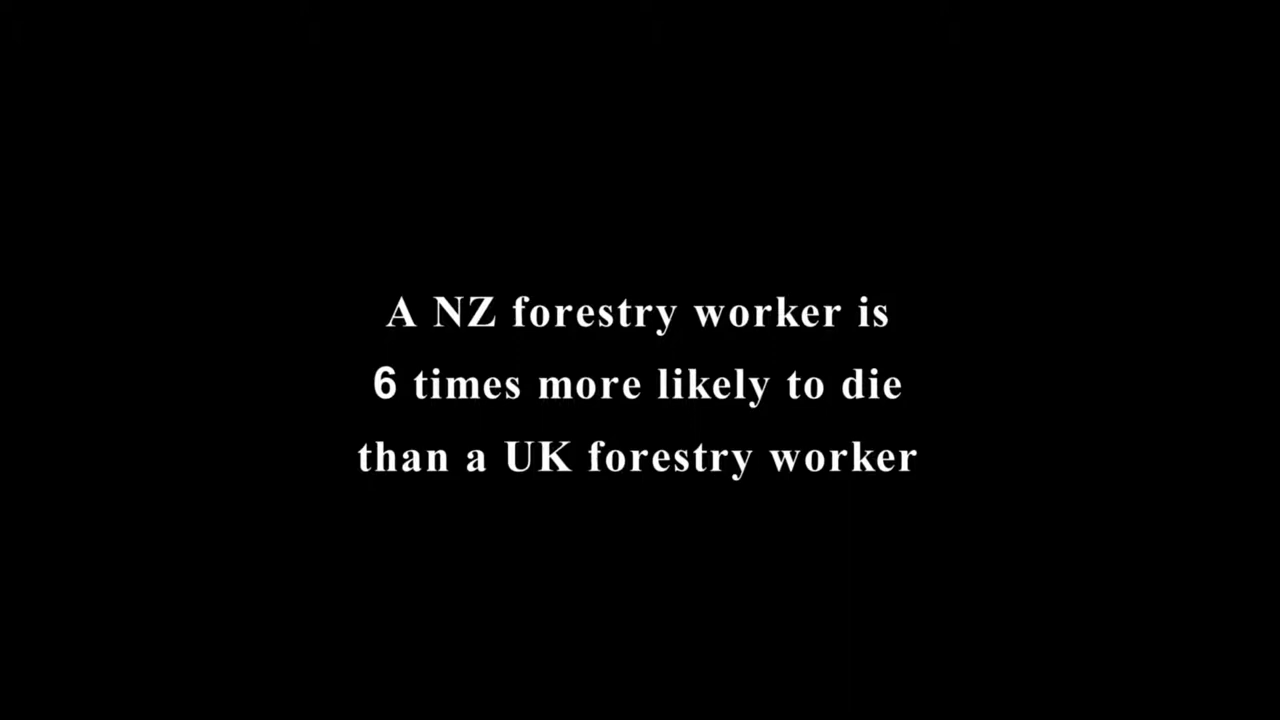 A NZ forestry worker is
6 times more likely to die
than a UK forestry worker